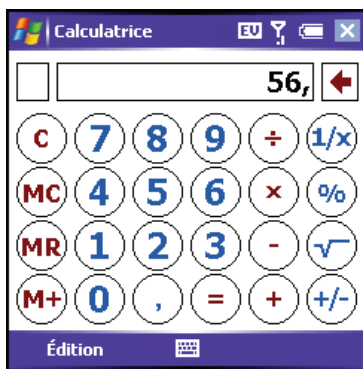 Calculatrice EU
56,
C 7 8 9 ÷ 1/x
MC 4 5 6 × %
MR 1 2 3 - √
M+ 0 , = + +/-
Édition